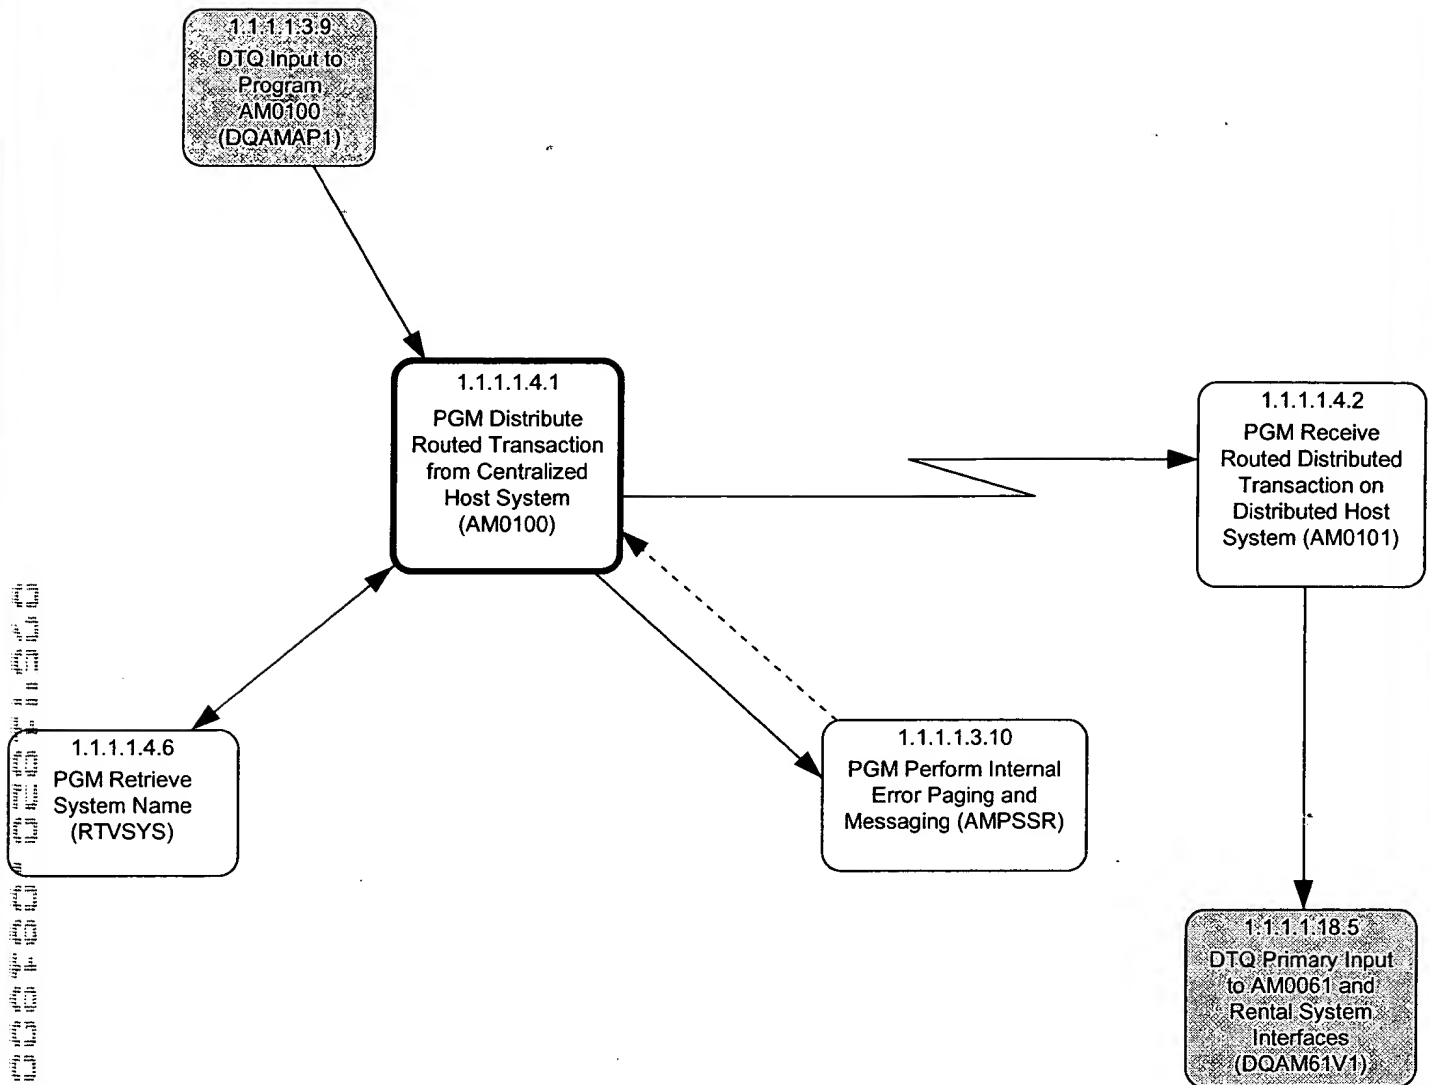 1.1.1.1.3.9
DTQ Input to
Program
AM0100
(DQAMAP1)
1.1.1.1.4.1
PGM Distribute
Routed Transaction
from Centralized
Host System
(AM0100)
1.1.1.1.4.2
PGM Receive
Routed Distributed
Transaction on
Distributed Host
System (AM0101)
1.1.1.1.4.6
PGM Retrieve
System Name
(RTVSYS)
1.1.1.1.3.10
PGM Perform Internal
Error Paging and
Messaging (AMPSSR)
1.1.1.1.18.5
DTQ Primary Input
to AM0061 and
Rental System
Interfaces
(DQAM61V1)